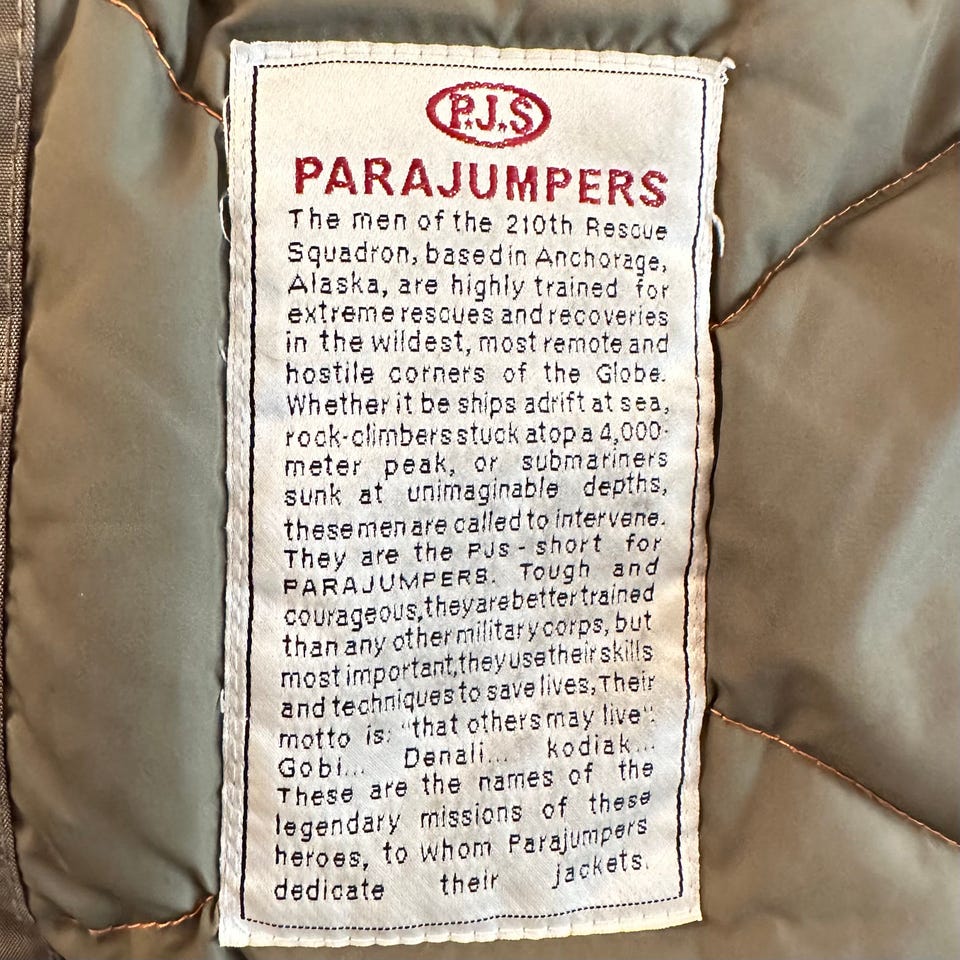 P.J.S
PARAJUMPERS
The men of the 210th Rescue
Squadron, based in Anchorage,
Alaska, are highly trained for
extreme rescues and recoveries
in the wildest, most remote and
hostile corners of the Globe.
Whether it be ships adrift at sea,
rock-climbers stuck atop a 4,000-
meter peak, or submariners
sunk at unimaginable depths,
these men are called to intervene.
They are the PJs - short for
PARAJUMPERS. Tough and
courageous, they are better trained
than any other military corps, but
most important, they use their skills
and techniques to save lives, Their
motto is: "that others may live".
Gobi... Denali... kodiak...
These are the names of the
legendary missions of these
heroes, to whom Parajumpers
dedicate their jackets.